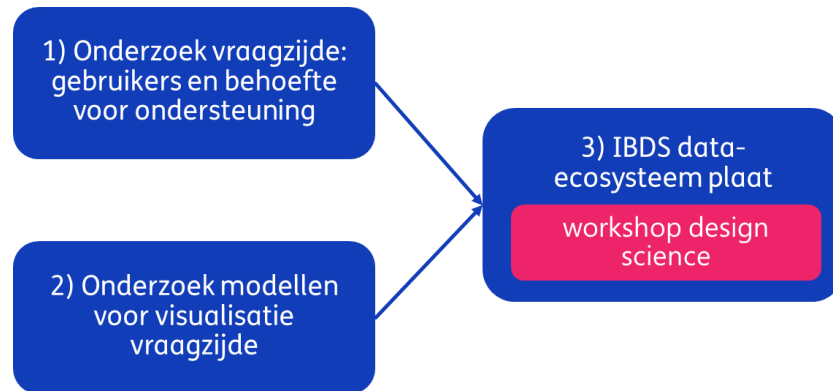 1) Onderzoek vraagzijde:
gebruikers en behoefte
voor ondersteuning
2) Onderzoek modellen
voor visualisatie
vraagzijde
3) IBDS data-
ecosysteem plaat
workshop design
science